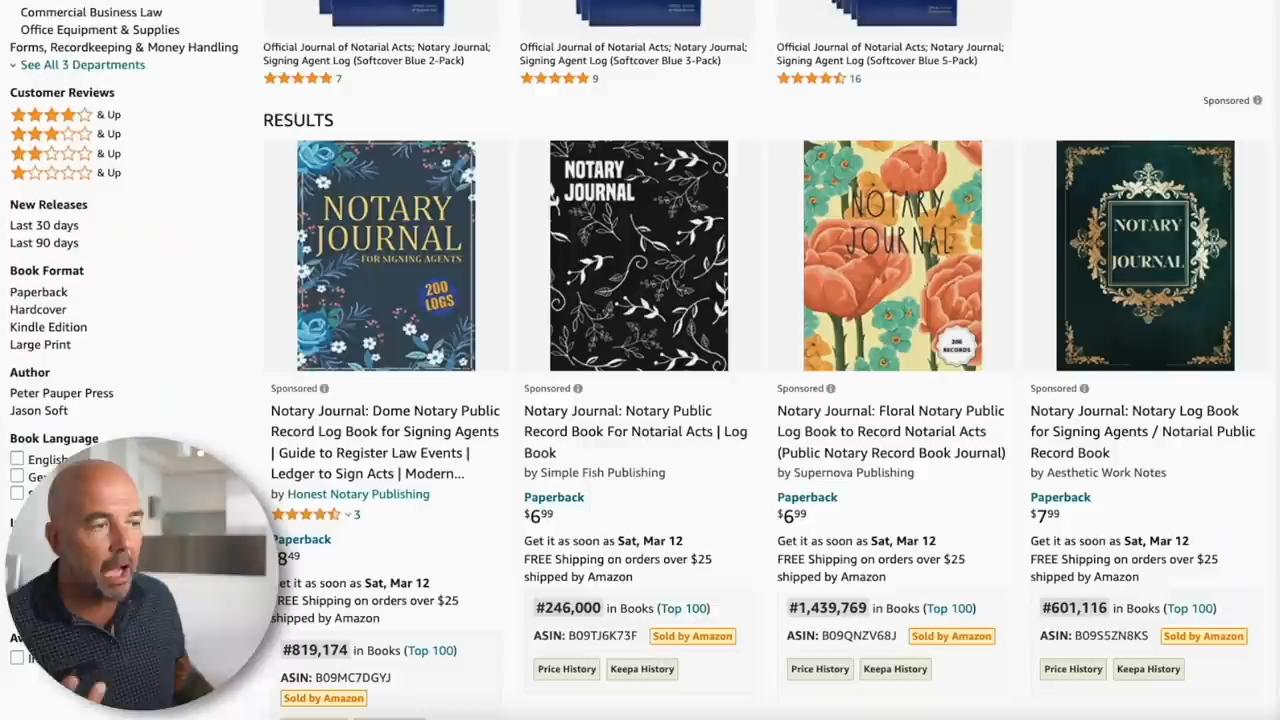 Commercial Business Law
Office Equipment & Supplies
Forms, Recordkeeping & Money Handling
See All 3 Departments
Customer Reviews
& Up
& Up
& Up
& Up
New Releases
Last 30 days
Last 90 days
Book Format
Paperback
Hardcover
Kindle Edition
Large Print
Author
Peter Pauper Press
Jason Soft
Book Language
English
Official Journal of Notarial Acts; Notary Journal;
Signing Agent Log (Softcover Blue 2-Pack)
7
Official Journal of Notarial Acts; Notary Journal;
Signing Agent Log (Softcover Blue 3-Pack)
9
Official Journal of Notarial Acts; Notary Journal;
Signing Agent Log (Softcover Blue 5-Pack)
16
Sponsored
RESULTS
NOTARY
JOURNAL
FOR SIGNING AGENTS
200
LOGS
Sponsored
Notary Journal: Dome Notary Public
Record Log Book for Signing Agents
| Guide to Register Law Events |
Ledger to Sign Acts | Modern...
by Honest Notary Publishing
3
Paperback
849
Get it as soon as Sat, Mar 12
FREE Shipping on orders over $25
shipped by Amazon
#819,174 in Books (Top 100)
ASIN: B09MC7DGYJ
Sold by Amazon
NOTARY
JOURNAL
Sponsored
Notary Journal: Notary Public
Record Book For Notarial Acts | Log
Book
by Simple Fish Publishing
Paperback
$699
Get it as soon as Sat, Mar 12
FREE Shipping on orders over $25
shipped by Amazon
#246,000 in Books (Top 100)
ASIN: B09TJ6K73F Sold by Amazon
Price History Keepa History
NOTARY
JOURNAL
200
RECORDS
Sponsored
Notary Journal: Floral Notary Public
Log Book to Record Notarial Acts
(Public Notary Record Book Journal)
by Supernova Publishing
Paperback
$699
Get it as soon as Sat, Mar 12
FREE Shipping on orders over $25
shipped by Amazon
#1,439,769 in Books (Top 100)
ASIN: B09QNZV68J Sold by Amazon
Price History Keepa History
NOTARY
JOURNAL
Sponsored
Notary Journal: Notary Log Book
for Signing Agents / Notarial Public
Record Book
by Aesthetic Work Notes
Paperback
$799
Get it as soon as Sat, Mar 12
FREE Shipping on orders over $25
shipped by Amazon
#601,116 in Books (Top 100)
ASIN: B09S5ZN8KS Sold by Amazon
Price History Keepa History